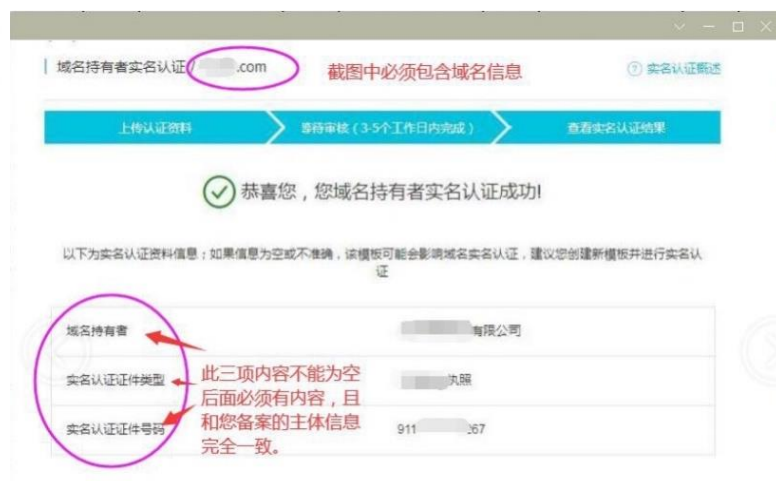 域名持有者实名认证 / .com
截图中必须包含域名信息
? 实名认证概述
上传认证资料
等待审核（3-5个工作日内完成）
查看实名认证结果
恭喜您，您域名持有者实名认证成功!
以下为实名认证资料信息；如果信息为空或不准确，该模板可能会影响域名实名认证，建议您创建新模板并进行实名认
证
域名持有者
有限公司
实名认证证件类型
执照
实名认证证件号码
911 267
此三项内容不能为空
后面必须有内容，且
和您备案的主体信息
完全一致。